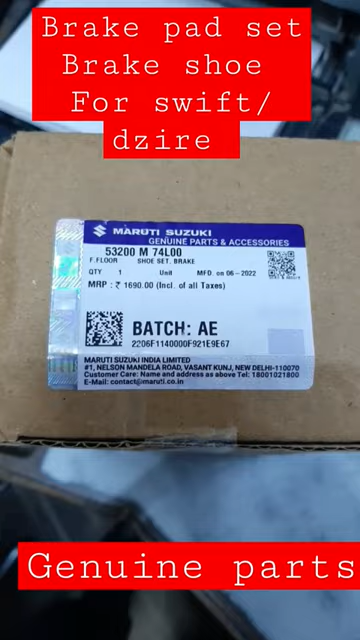 Brake pad set
Brake shoe
For swift/
dzire
MARUTI SUZUKI
GENUINE PARTS & ACCESSORIES
53200 M 74L00
F.FLOOR SHOE SET. BRAKE
QTY 1 Unit MFD. on 06-2022
MRP : ₹ 1690.00 (Incl. of all Taxes)
BATCH: AE
2206F1140000F921E9E67
MARUTI SUZUKI INDIA LIMITED
#1, NELSON MANDELA ROAD, VASANT KUNJ, NEW DELHI-110070
Customer Care: Name and address as above Tel: 18001021800
E-Mail: contact@maruti.co.in
Genuine parts